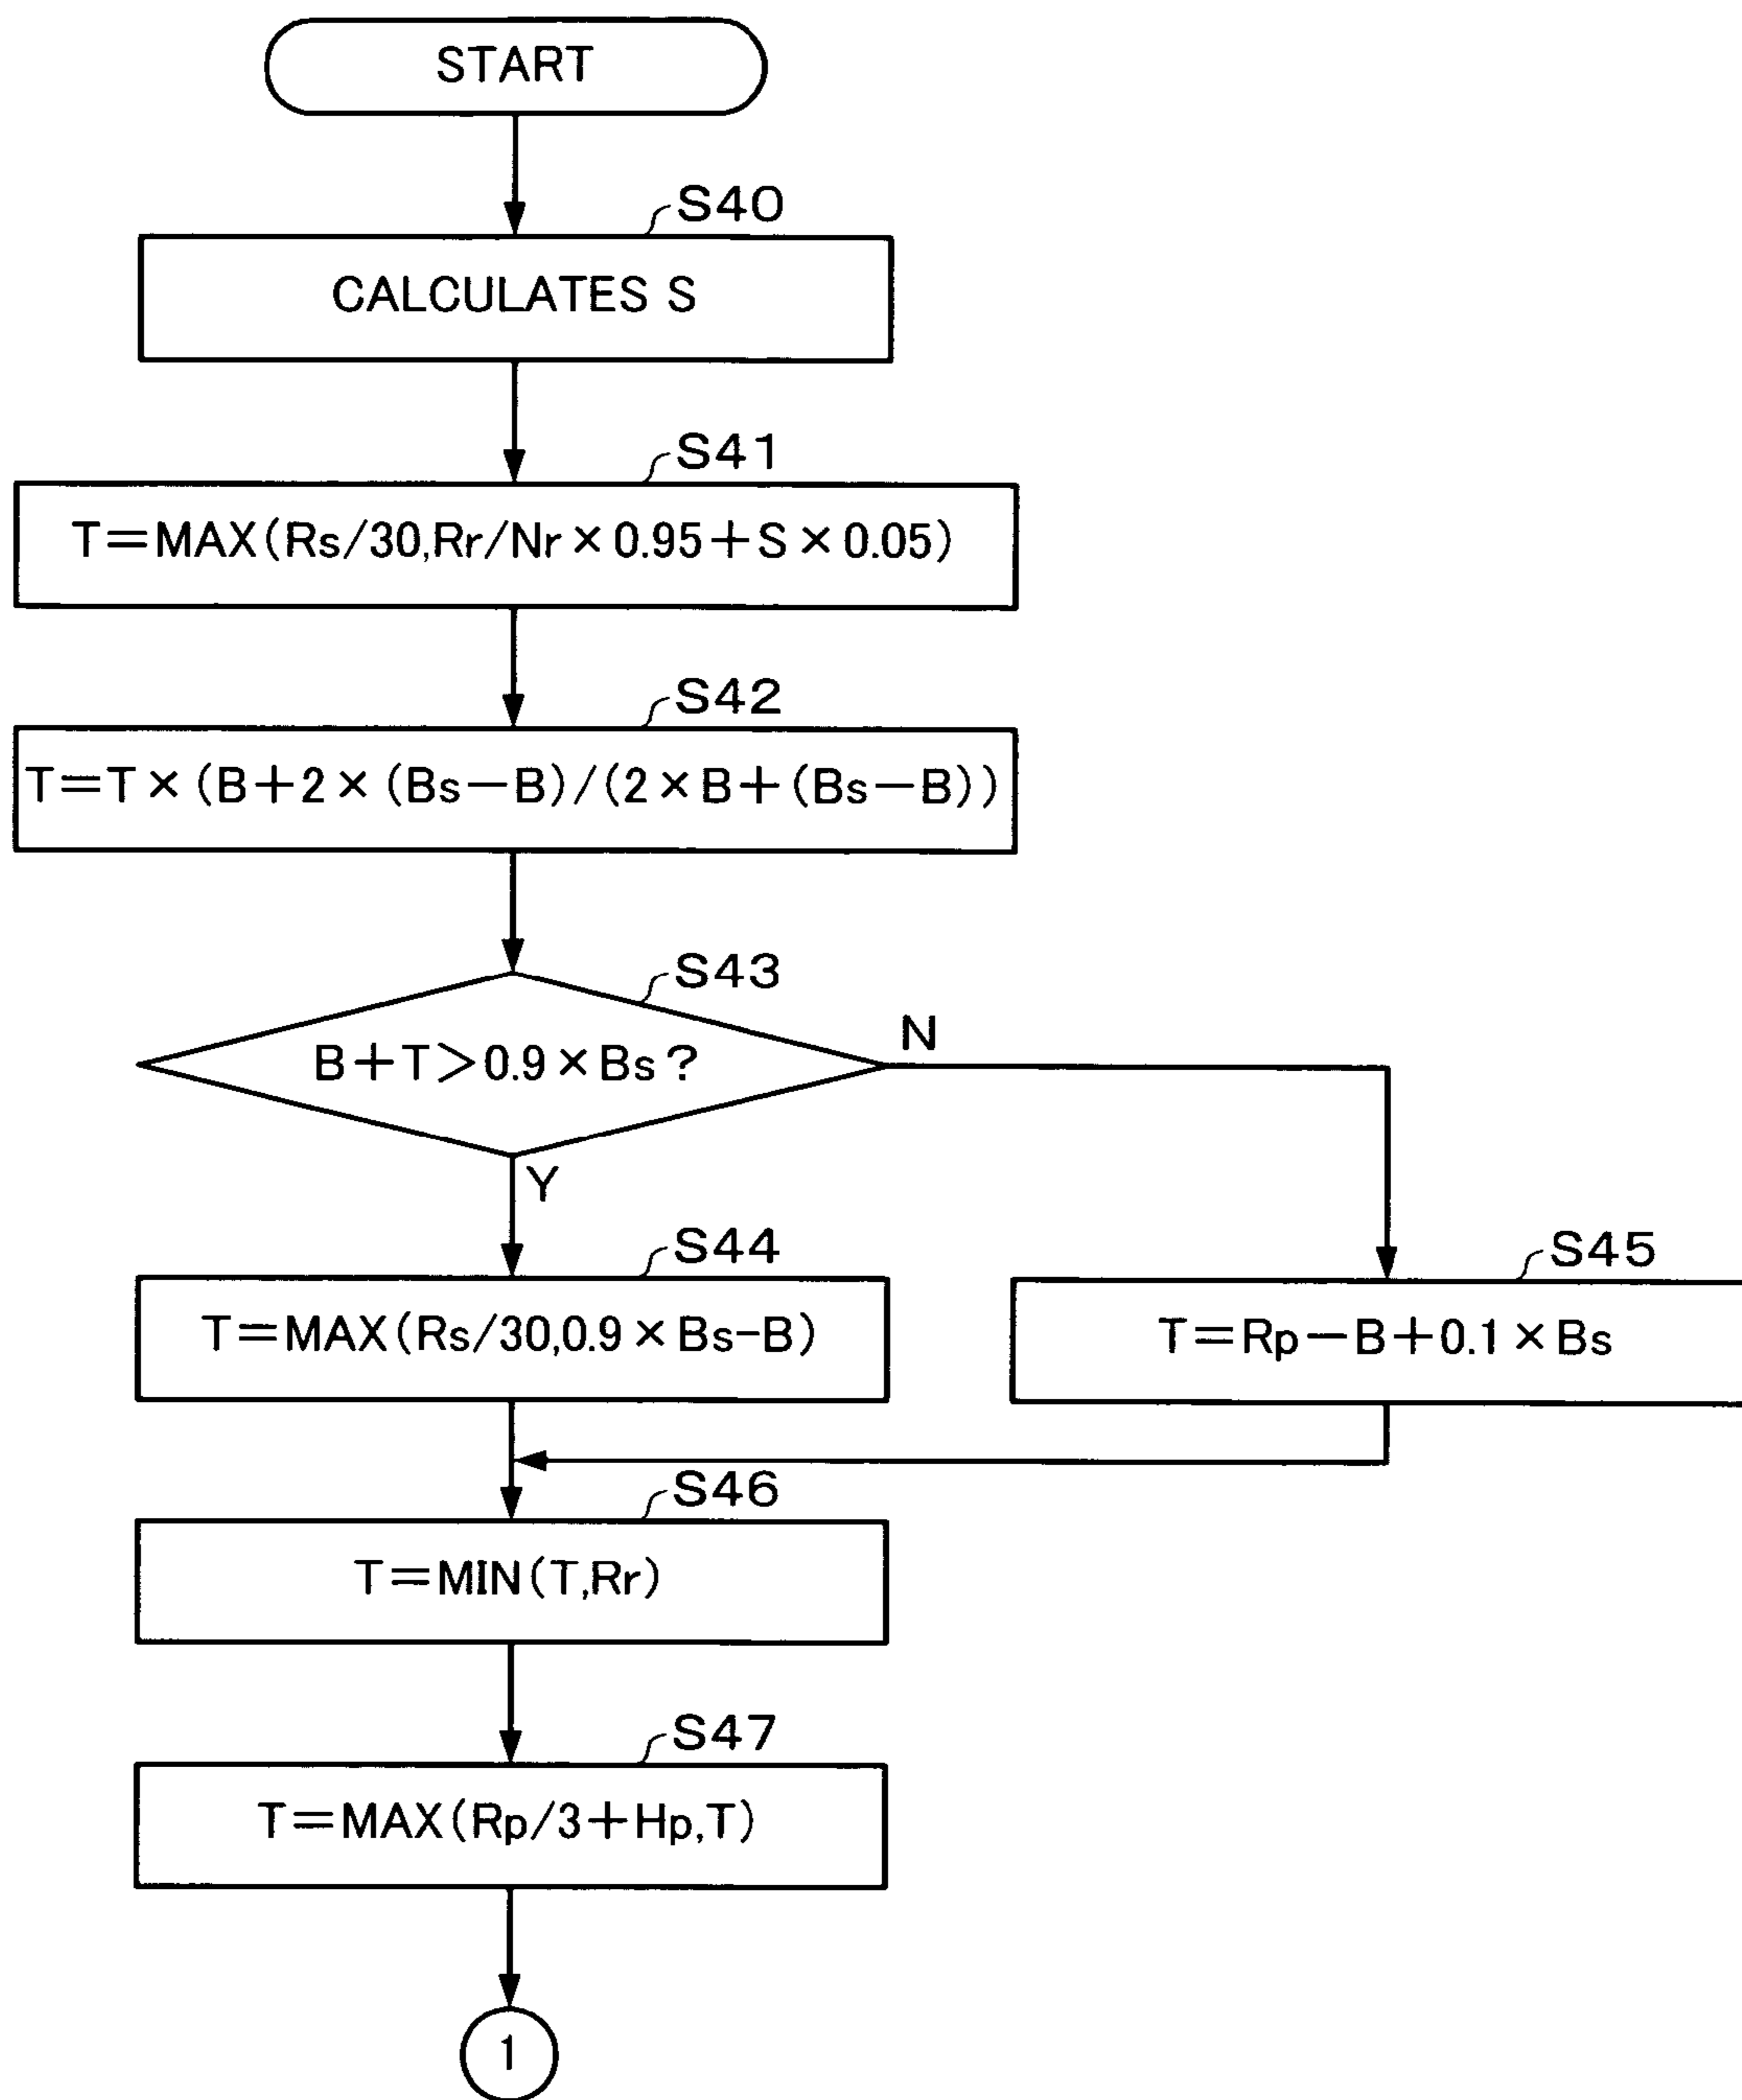 START
S40
CALCULATES S
S41
T=MAX(Rs/30,Rr/Nr×0.95+S×0.05)
S42
T=T×(B+2×(Bs−B)/(2×B+(Bs−B))
S43
B+T>0.9×Bs?
N
Y
S44
T=MAX(Rs/30,0.9×Bs-B)
S45
T=Rp−B+0.1×Bs
S46
T=MIN(T,Rr)
S47
T=MAX(Rp/3+Hp,T)
1